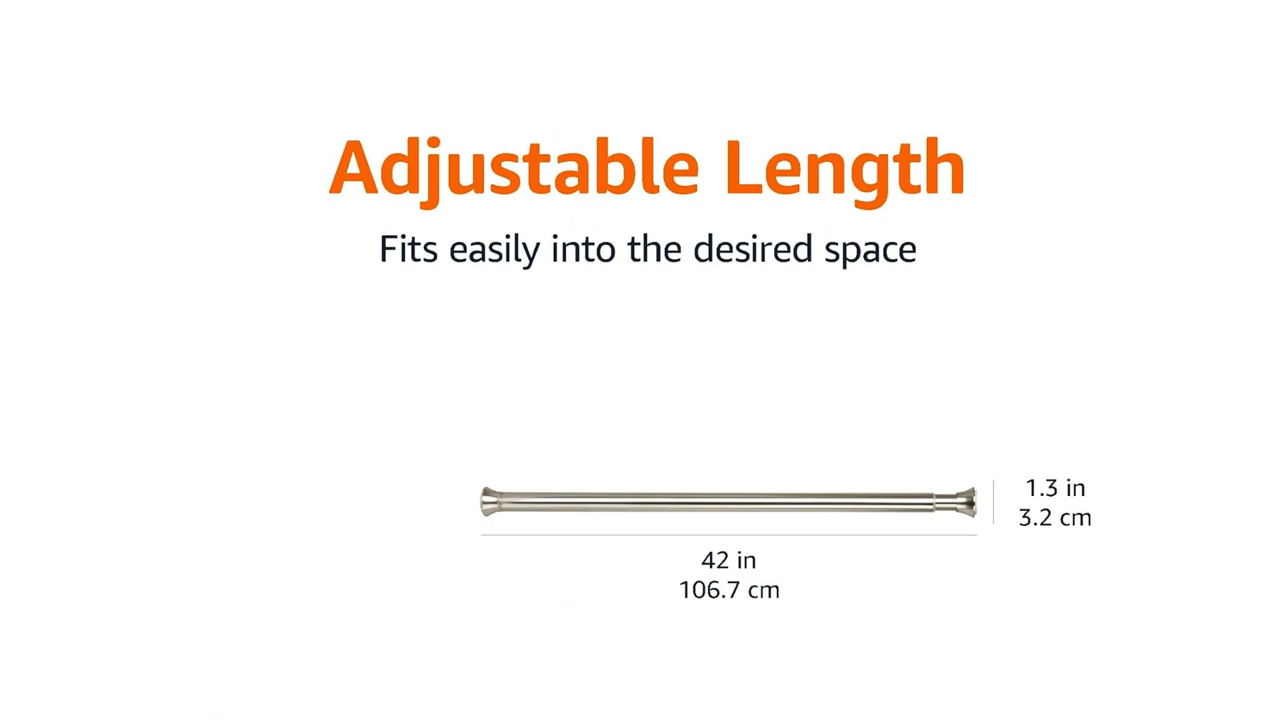 Adjustable Length
Fits easily into the desired space
1.3 in
3.2 cm
42 in
106.7 cm